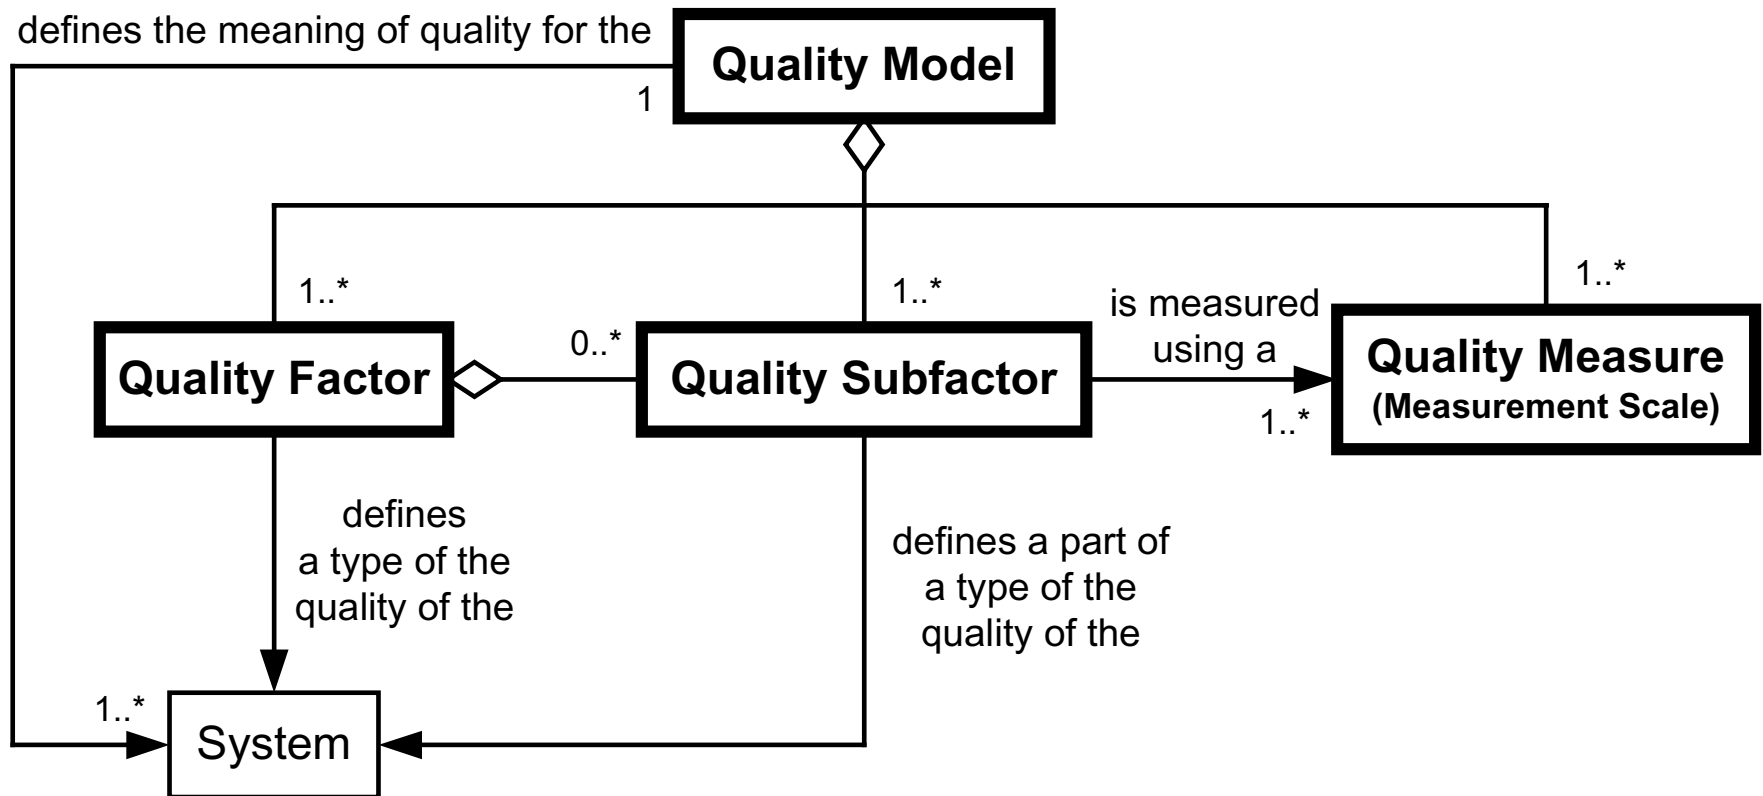 defines the meaning of quality for the
Quality Model
1
1..*
1..*
1..*
is measured
using a
0..*
Quality Factor
Quality Subfactor
Quality Measure
(Measurement Scale)
1..*
defines
a type of the
quality of the
defines a part of
a type of the
quality of the
1..*
System